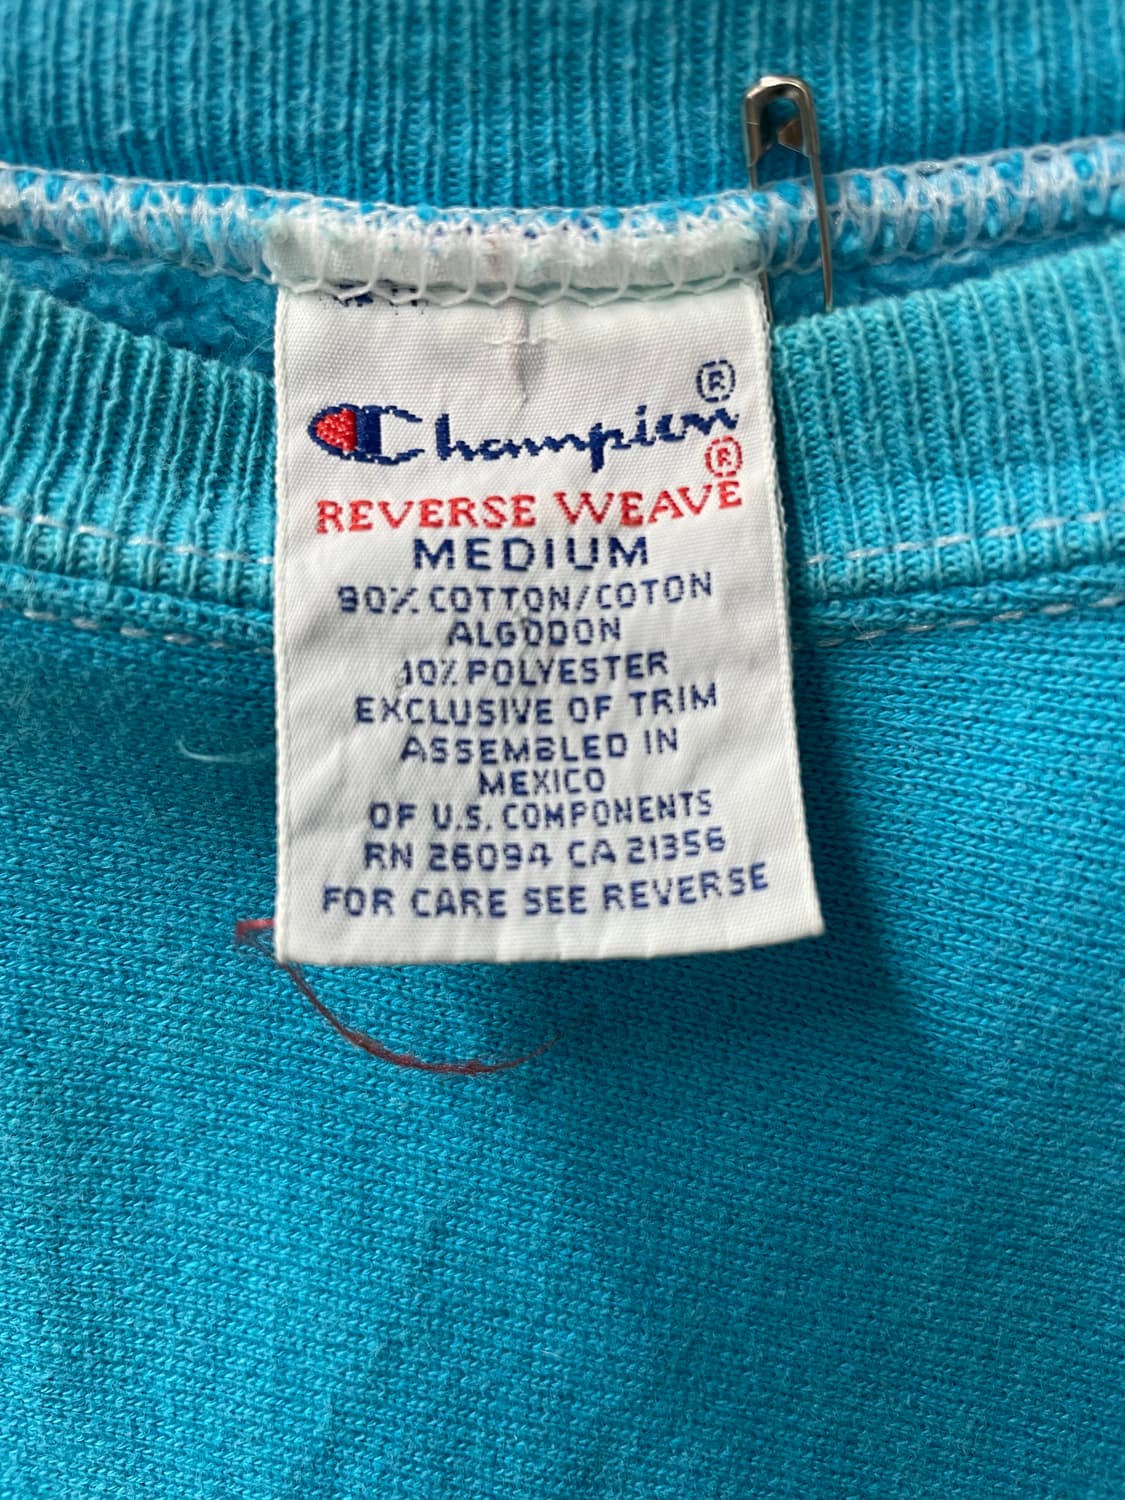 Champion®
REVERSE WEAVE®
MEDIUM
90% COTTON/COTON
ALGODON
10% POLYESTER
EXCLUSIVE OF TRIM
ASSEMBLED IN
MEXICO
OF U.S. COMPONENTS
RN 26094 CA 21356
FOR CARE SEE REVERSE